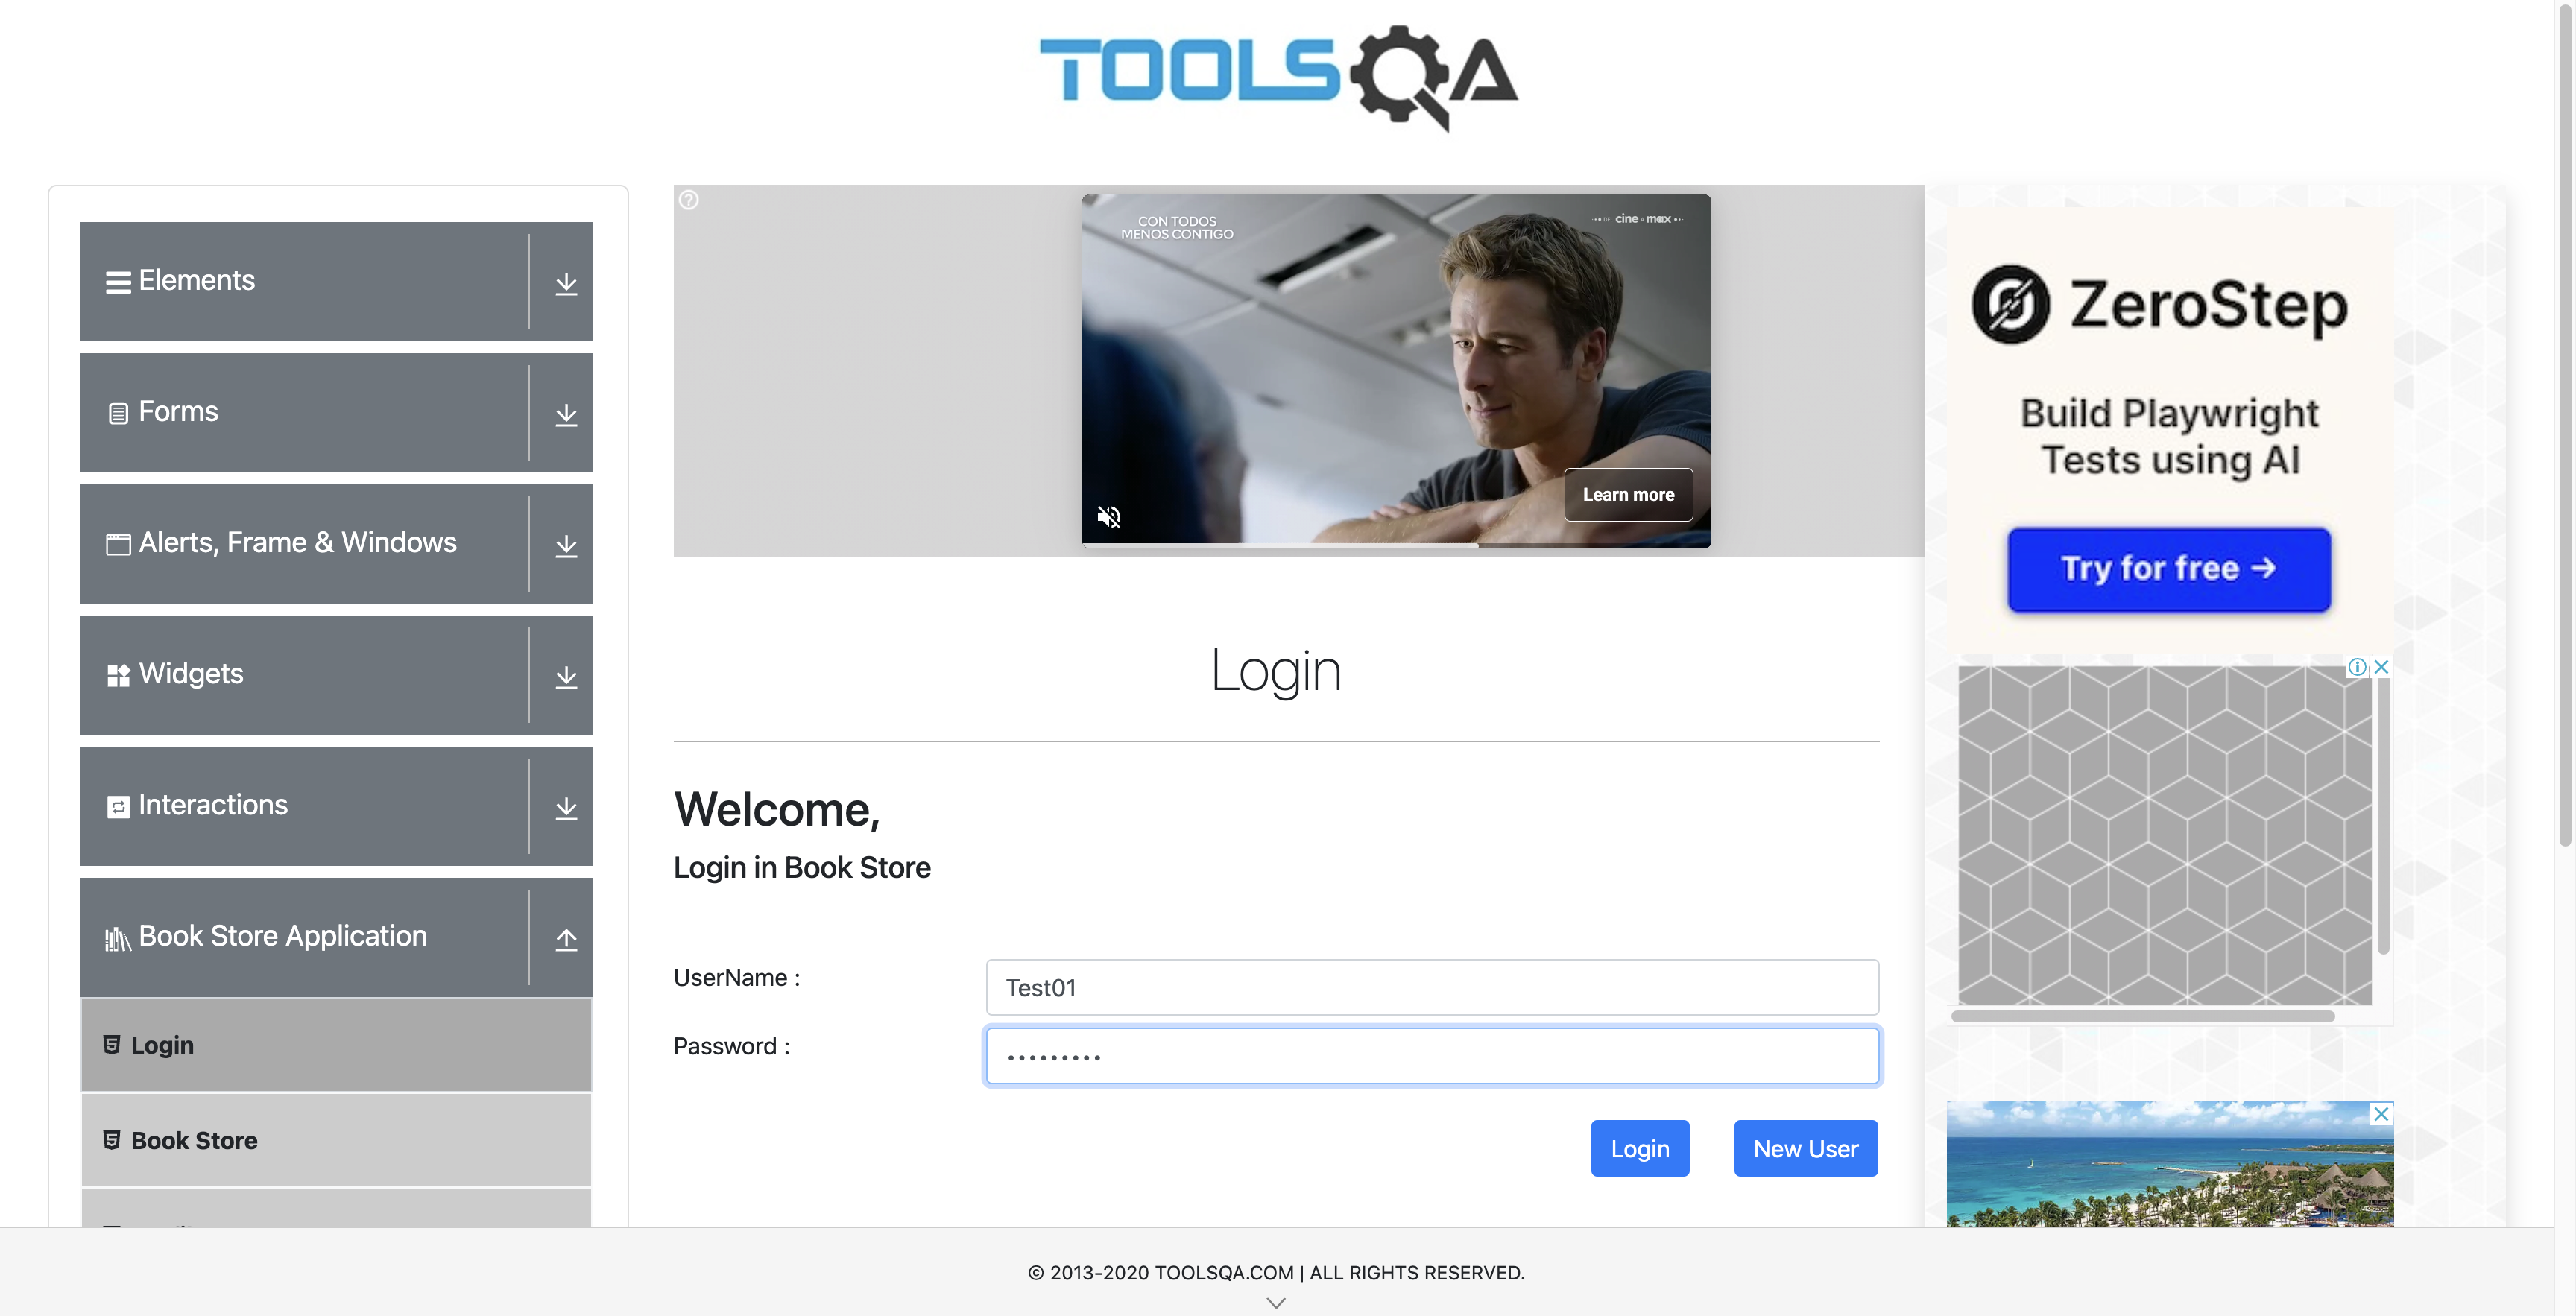 TOOLSQA
Elements
Forms
Alerts, Frame & Windows
Widgets
Interactions
Book Store Application
Login
Book Store
CON TODOS
MENOS CONTIGO
DEL cine A max
Learn more
Login
Welcome,
Login in Book Store
UserName :
Test01
Password :
Login
New User
ZeroStep
Build Playwright
Tests using AI
Try for free →
© 2013-2020 TOOLSQA.COM | ALL RIGHTS RESERVED.